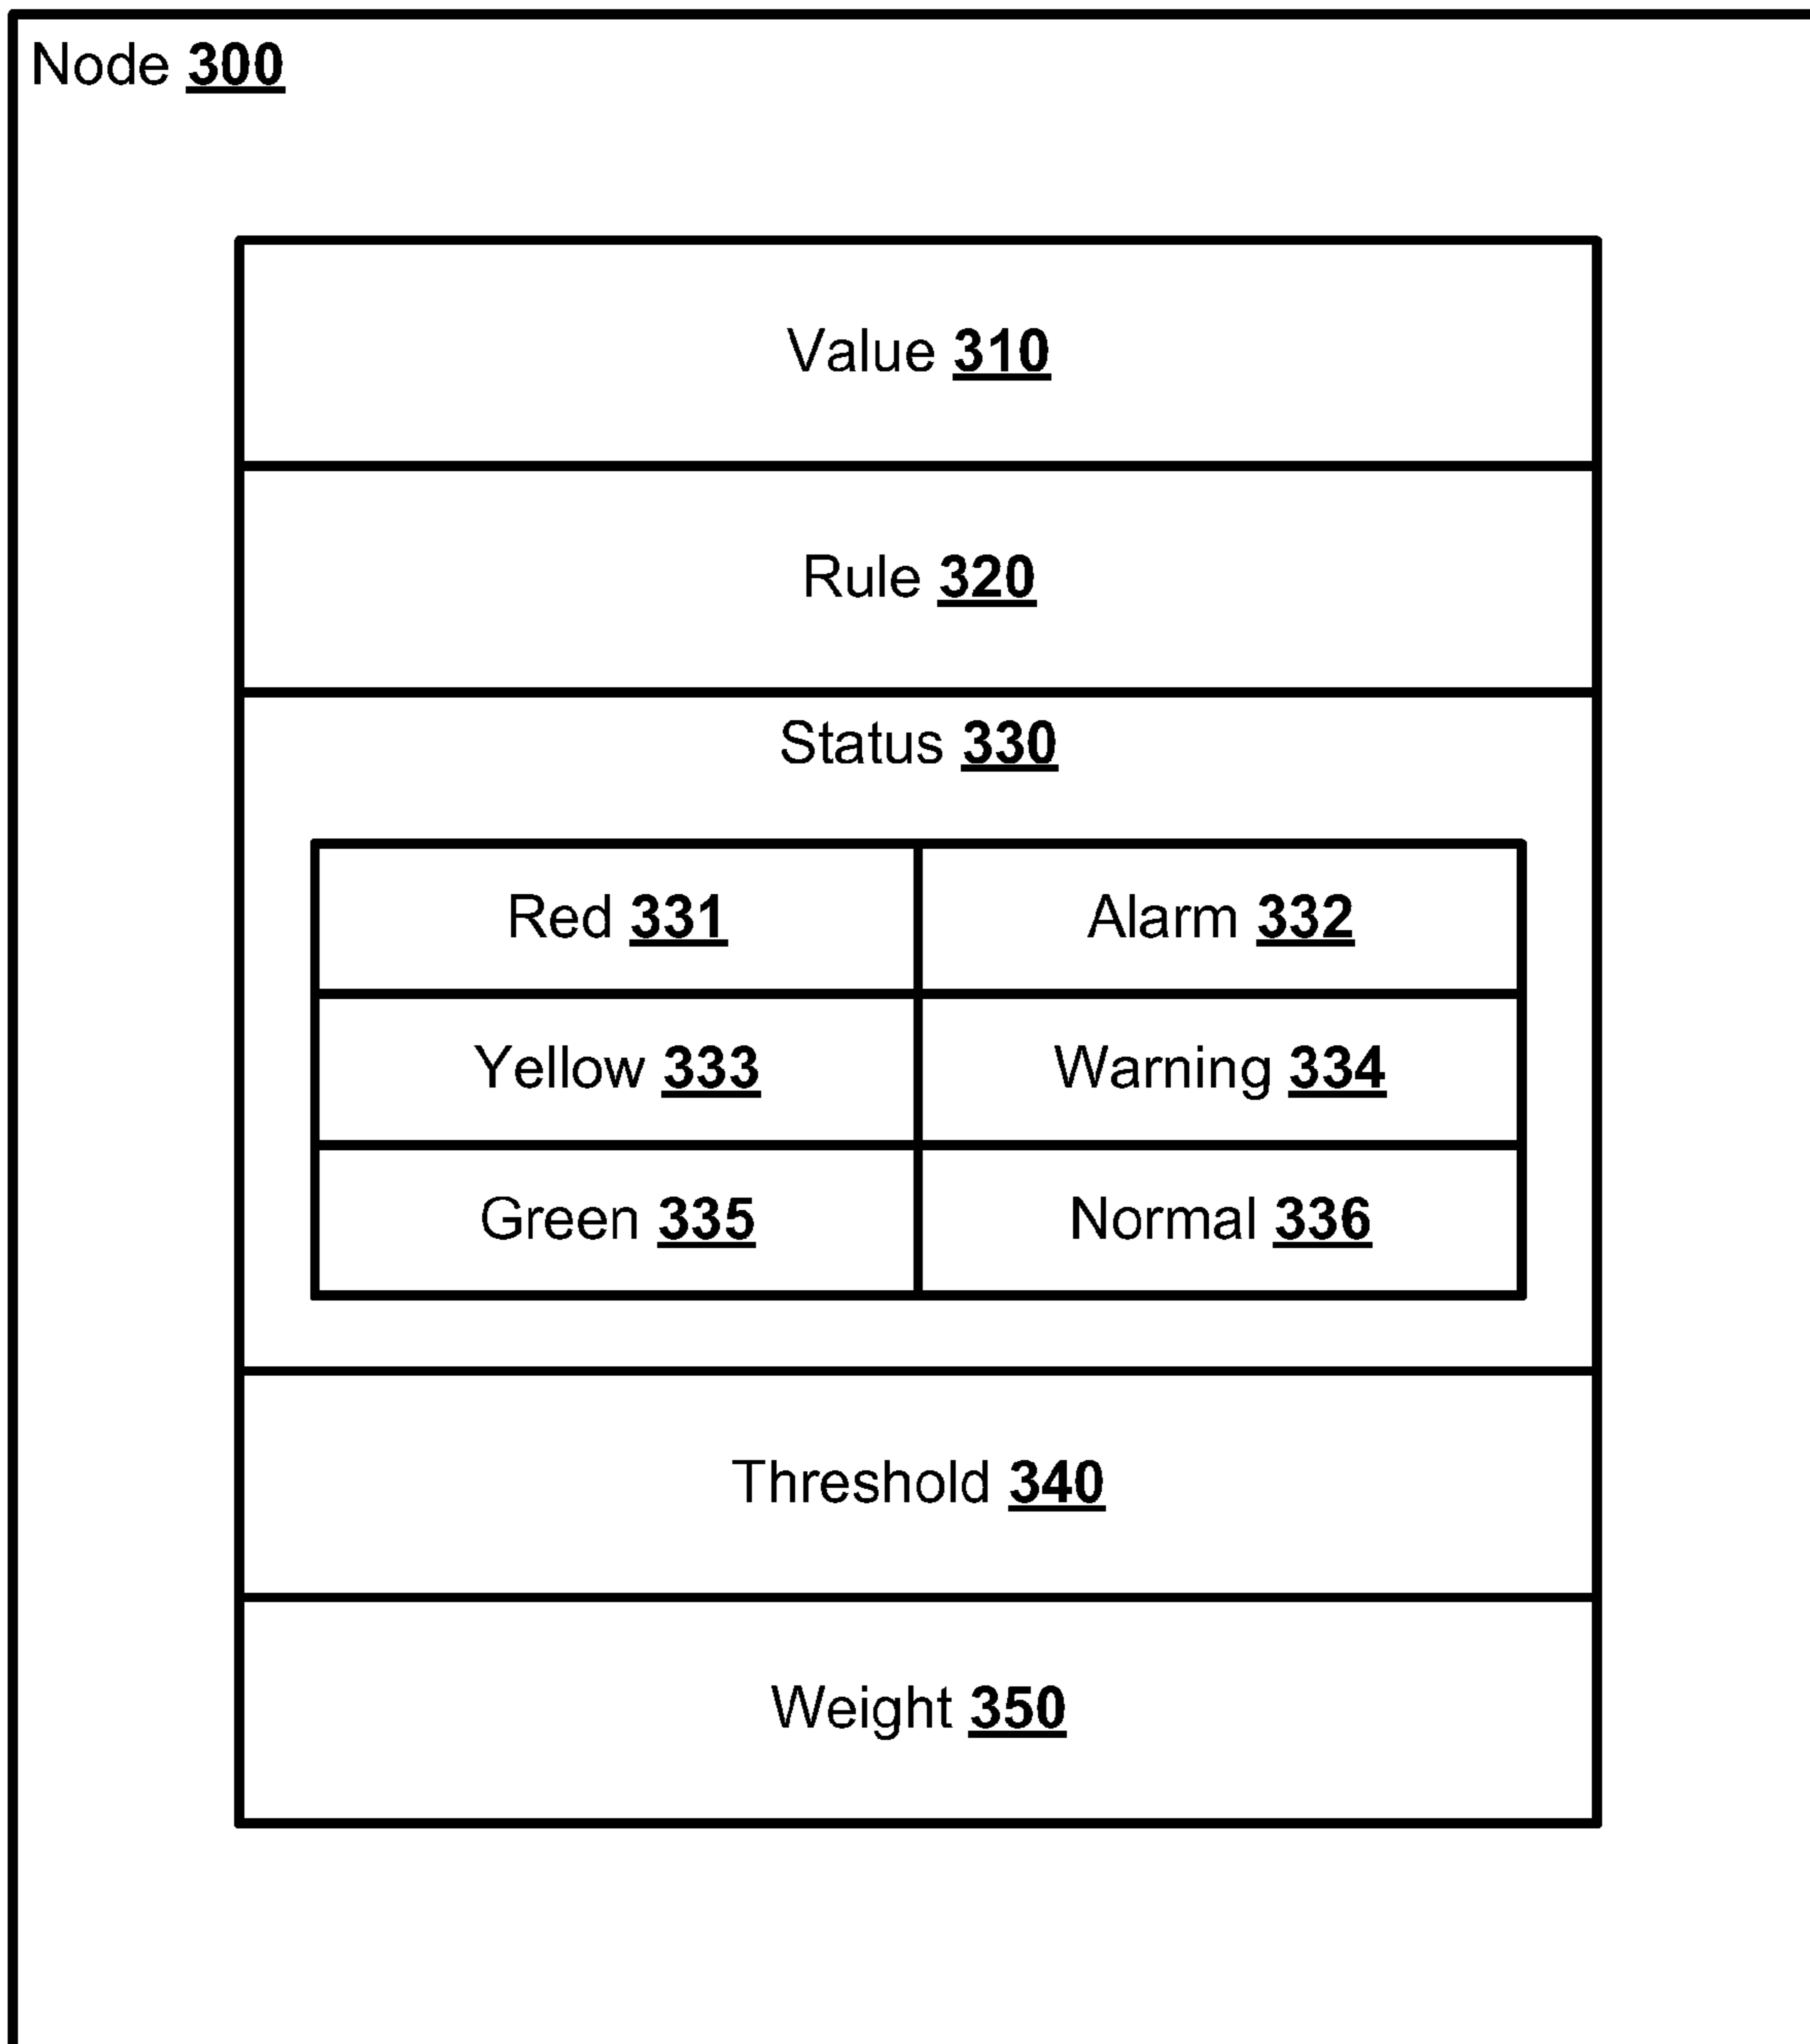 Node 300
Value 310
Rule 320
Status 330
Red 331
Alarm 332
Yellow 333
Warning 334
Green 335
Normal 336
Threshold 340
Weight 350